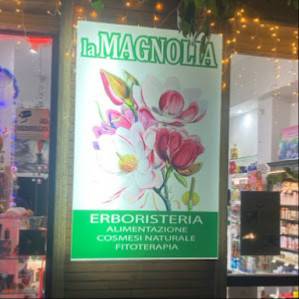 la MAGNOLIA
ERBORISTERIA
ALIMENTAZIONE
COSMESI NATURALE
FITOTERAPIA